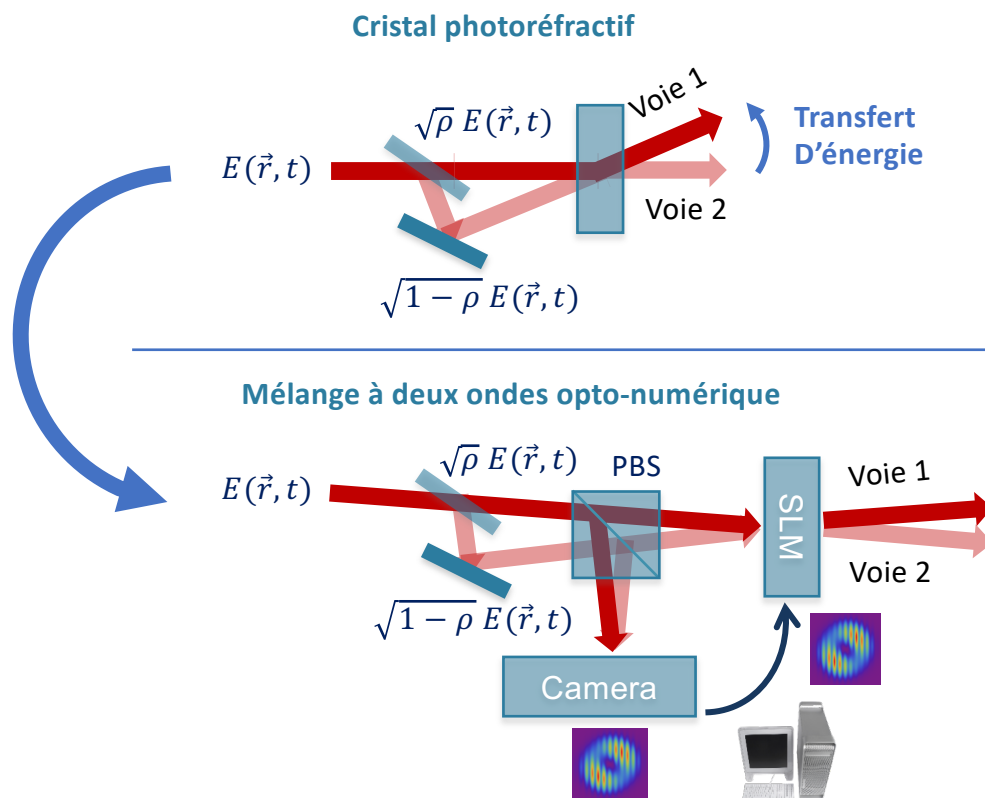 Cristal photoréfractif
Voie 1
√ρ E(r⃗, t)
Transfert
D'énergie
E(r⃗, t)
Voie 2
√1 − ρ E(r⃗, t)
Mélange à deux ondes opto-numérique
√ρ E(r⃗, t)
PBS
E(r⃗, t)
Voie 1
SLM
Voie 2
√1 − ρ E(r⃗, t)
Camera